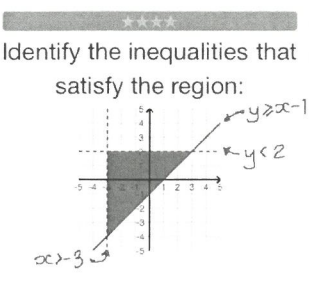 Identify the inequalities that
satisfy the region:
y⩾x-1
y<2
x>-3
5
4
3
-5 -4 1 2 3 4 5
-1
-2
-3
-4
-5